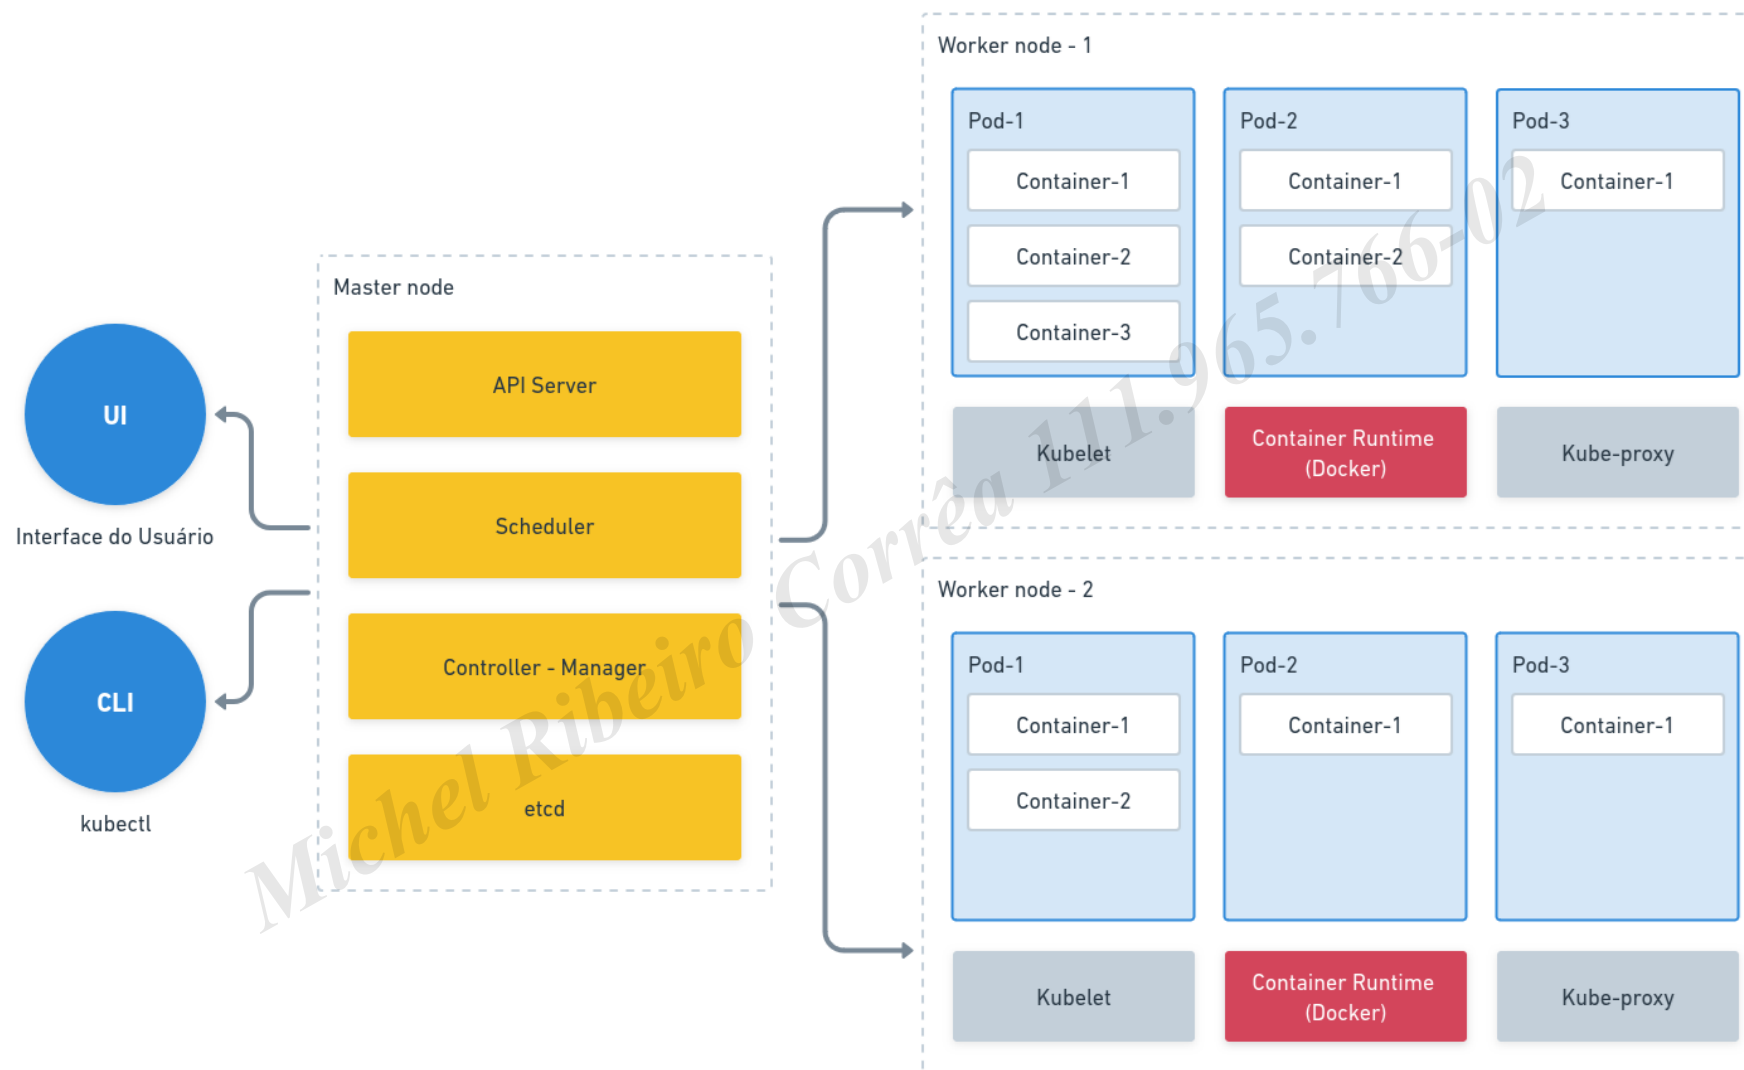 Worker node - 1
Pod-1
Container-1
Container-2
Container-3
Pod-2
Container-1
Container-2
Pod-3
Container-1
Kubelet
Container Runtime
(Docker)
Kube-proxy
Master node
API Server
Scheduler
Controller - Manager
etcd
UI
Interface do Usuário
CLI
kubectl
Worker node - 2
Pod-1
Container-1
Container-2
Pod-2
Container-1
Pod-3
Container-1
Kubelet
Container Runtime
(Docker)
Kube-proxy
Michel Ribeiro Corrêa 111.965.766-02